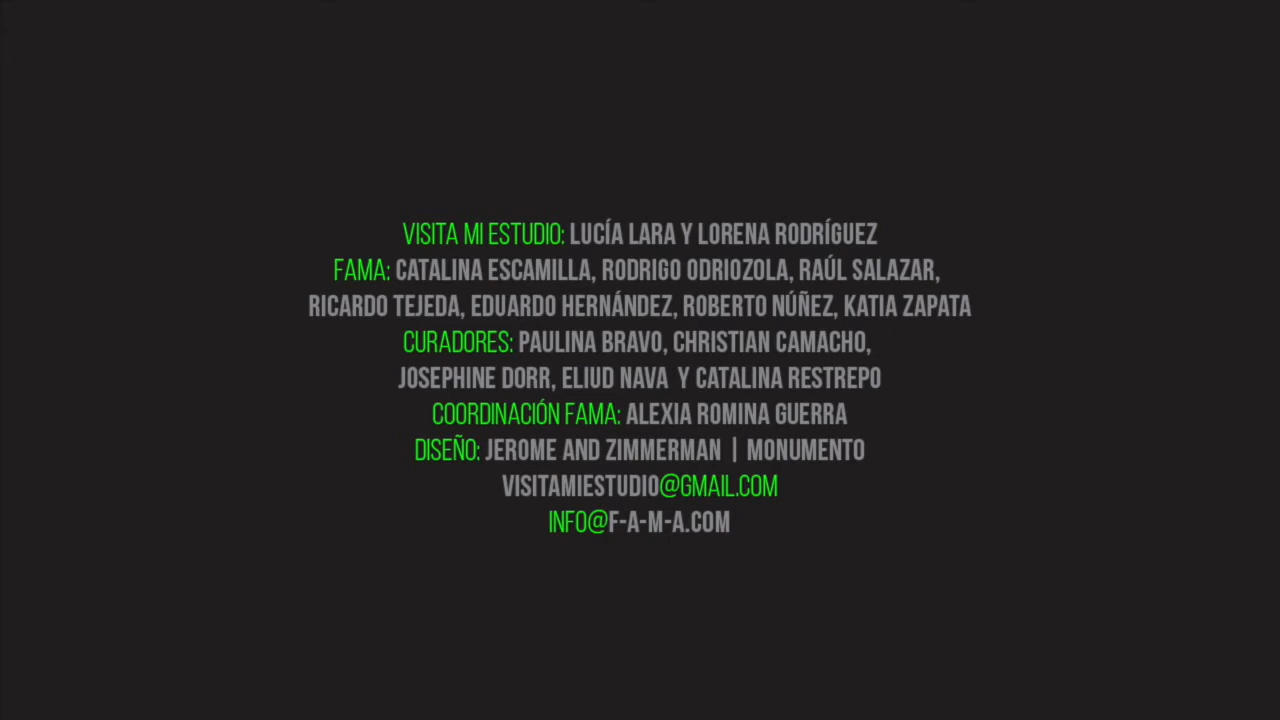 VISITA MI ESTUDIO: LUCÍA LARA Y LORENA RODRÍGUEZ
FAMA: CATALINA ESCAMILLA, RODRIGO ODRIOZOLA, RAÚL SALAZAR,
RICARDO TEJEDA, EDUARDO HERNÁNDEZ, ROBERTO NÚÑEZ, KATIA ZAPATA
CURADORES: PAULINA BRAVO, CHRISTIAN CAMACHO,
JOSEPHINE DORR, ELIUD NAVA Y CATALINA RESTREPO
COORDINACIÓN FAMA: ALEXIA ROMINA GUERRA
DISEÑO: JEROME AND ZIMMERMAN | MONUMENTO
VISITAMIESTUDIO@GMAIL.COM
INFO@F-A-M-A.COM